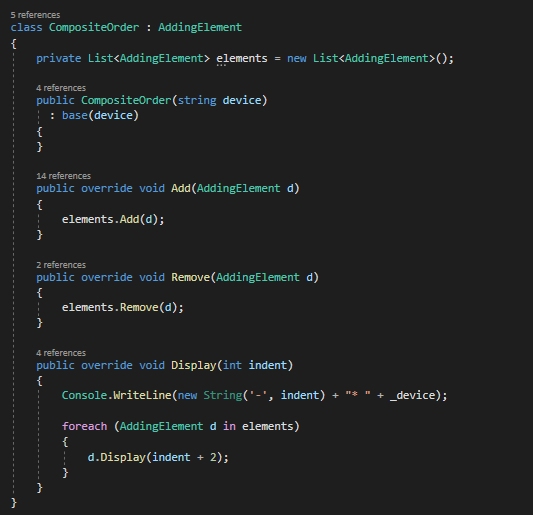 5 references
class CompositeOrder : AddingElement
{
    private List<AddingElement> elements = new List<AddingElement>();

    4 references
    public CompositeOrder(string device)
      : base(device)
    {
    }

    14 references
    public override void Add(AddingElement d)
    {
        elements.Add(d);
    }

    2 references
    public override void Remove(AddingElement d)
    {
        elements.Remove(d);
    }

    4 references
    public override void Display(int indent)
    {
        Console.WriteLine(new String('-', indent) + "* " + _device);

        foreach (AddingElement d in elements)
        {
            d.Display(indent + 2);
        }
    }
}